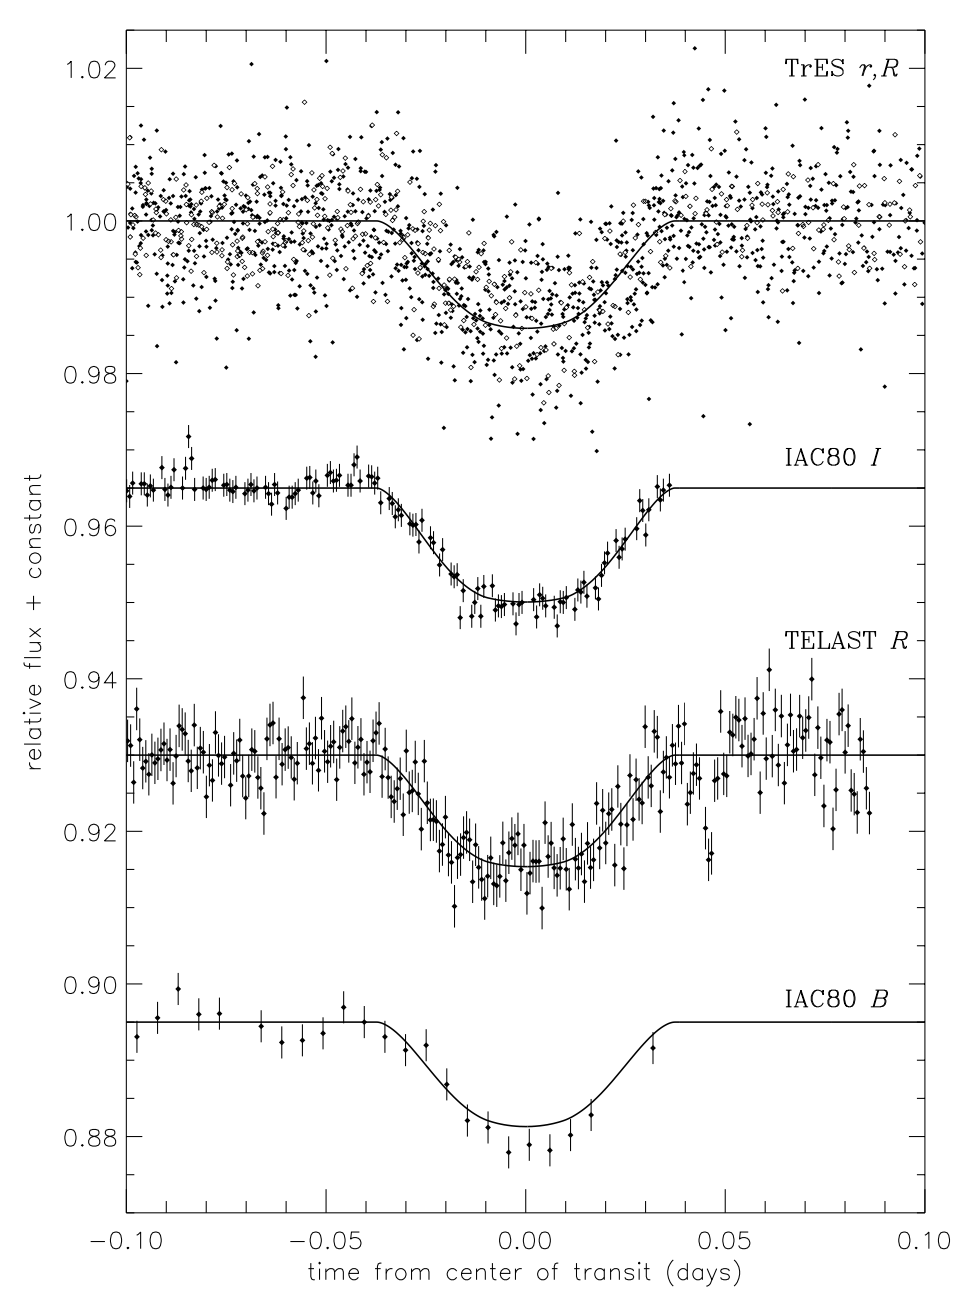 1.02
TrES r,R
1.00
0.98
IAC80 I
0.96
relative flux + constant
TELAST R
0.94
0.92
0.90
IAC80 B
0.88
−0.10 −0.05 0.00 0.05 0.10
time from center of transit (days)